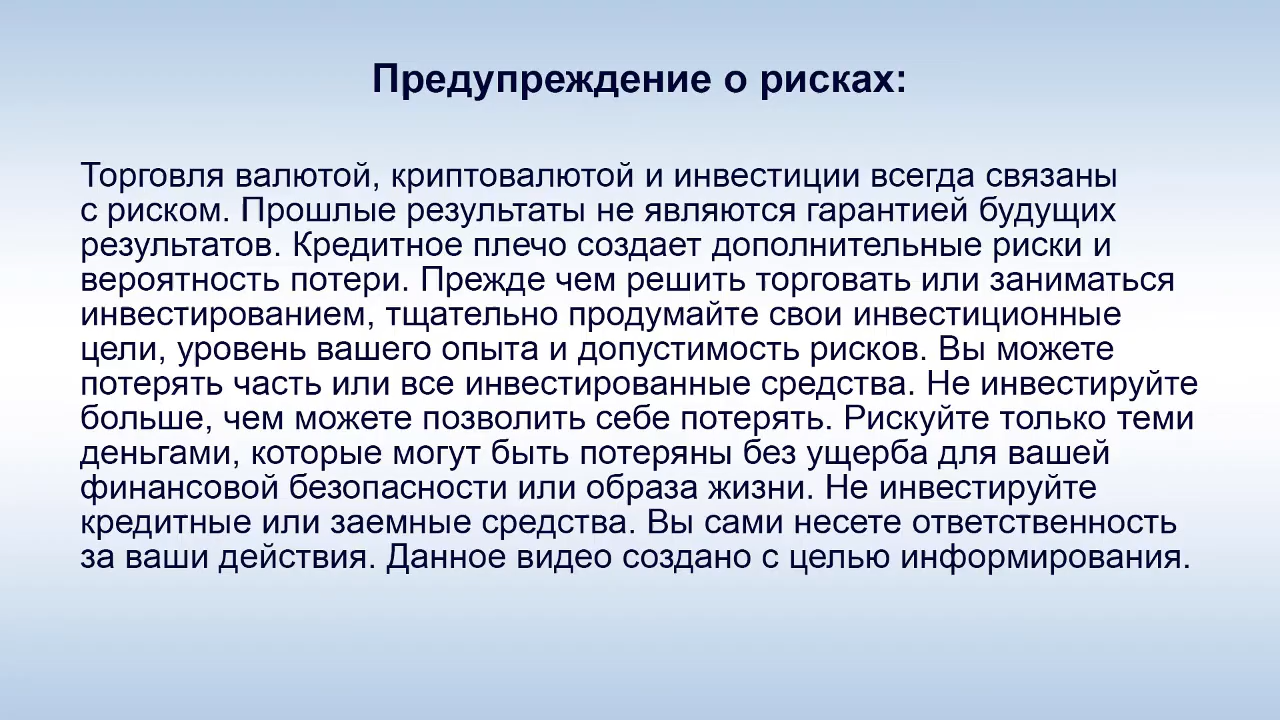 Предупреждение о рисках:
Торговля валютой, криптовалютой и инвестиции всегда связаны
с риском. Прошлые результаты не являются гарантией будущих
результатов. Кредитное плечо создает дополнительные риски и
вероятность потери. Прежде чем решить торговать или заниматься
инвестированием, тщательно продумайте свои инвестиционные
цели, уровень вашего опыта и допустимость рисков. Вы можете
потерять часть или все инвестированные средства. Не инвестируйте
больше, чем можете позволить себе потерять. Рискуйте только теми
деньгами, которые могут быть потеряны без ущерба для вашей
финансовой безопасности или образа жизни. Не инвестируйте
кредитные или заемные средства. Вы сами несете ответственность
за ваши действия. Данное видео создано с целью информирования.